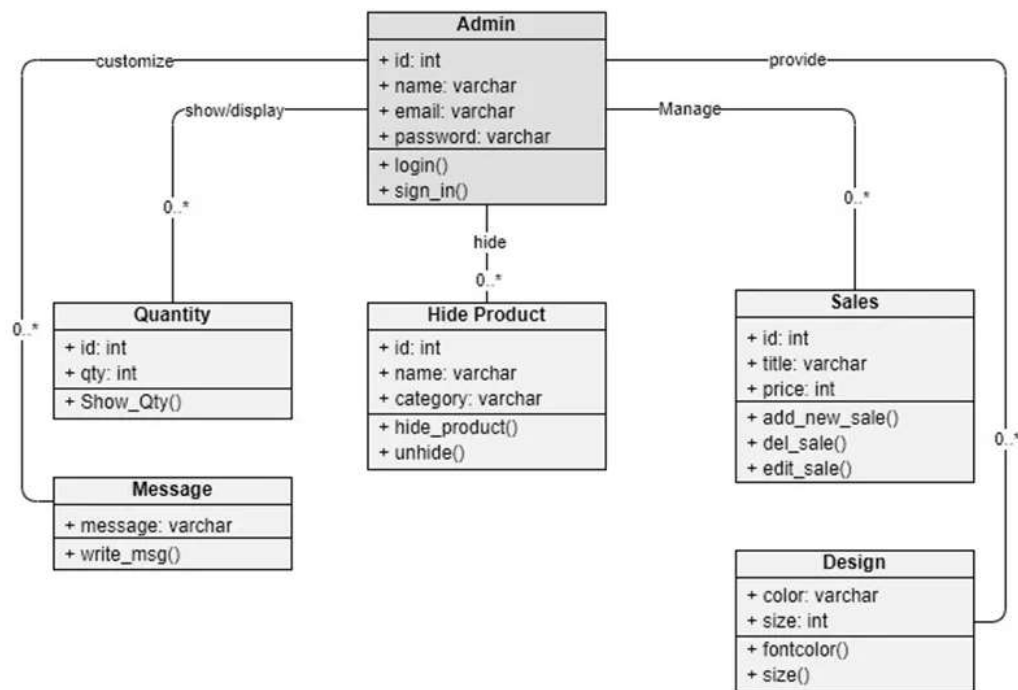 Admin
+ id: int
+ name: varchar
+ email: varchar
+ password: varchar
+ login()
+ sign_in()
customize
show/display
provide
Manage
hide
0..*
0..*
0..*
0..*
0..*
Quantity
+ id: int
+ qty: int
+ Show_Qty()
Hide Product
+ id: int
+ name: varchar
+ category: varchar
+ hide_product()
+ unhide()
Sales
+ id: int
+ title: varchar
+ price: int
+ add_new_sale()
+ del_sale()
+ edit_sale()
Message
+ message: varchar
+ write_msg()
Design
+ color: varchar
+ size: int
+ fontcolor()
+ size()